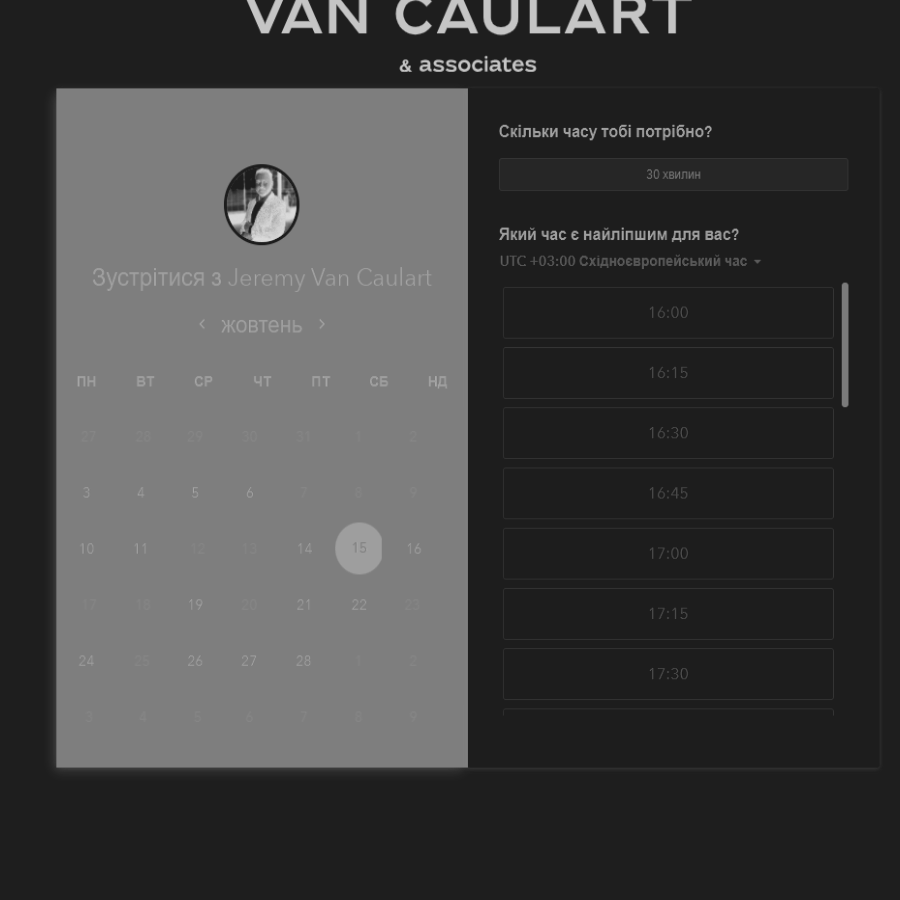 VAN CAULART
& associates
Зустрітися з Jeremy Van Caulart
жовтень
ПН ВТ СР ЧТ ПТ СБ НД
27 28 29 30 31 1 2
3 4 5 6 7 8 9
10 11 12 13 14 15 16
17 18 19 20 21 22 23
24 25 26 27 28 1 2
3 4 5 6 7 8 9
Скільки часу тобі потрібно?
30 хвилин
Який час є найліпшим для вас?
UTC +03:00 Східноєвропейський час
16:00
16:15
16:30
16:45
17:00
17:15
17:30